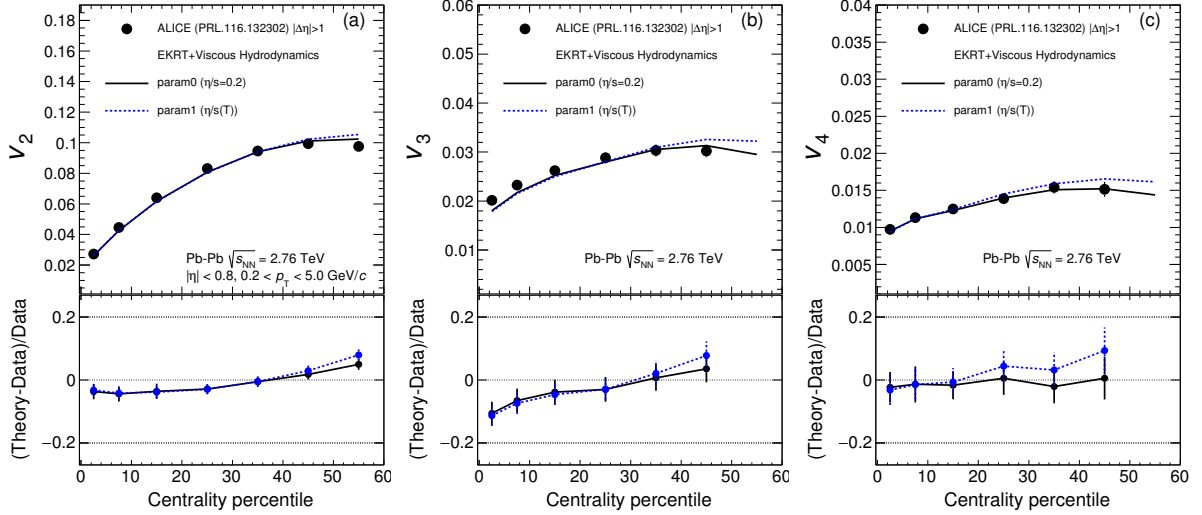 (a)
ALICE (PRL.116.132302) |Δη|>1
EKRT+Viscous Hydrodynamics
param0 (η/s=0.2)
param1 (η/s(T))
v2
0.18
0.16
0.14
0.12
0.1
0.08
0.06
0.04
0.02
Pb-Pb √sNN = 2.76 TeV
|η| < 0.8, 0.2 < pT < 5.0 GeV/c
(b)
ALICE (PRL.116.132302) |Δη|>1
EKRT+Viscous Hydrodynamics
param0 (η/s=0.2)
param1 (η/s(T))
v3
0.06
0.05
0.04
0.03
0.02
0.01
Pb-Pb √sNN = 2.76 TeV
(c)
ALICE (PRL.116.132302) |Δη|>1
EKRT+Viscous Hydrodynamics
param0 (η/s=0.2)
param1 (η/s(T))
v4
0.04
0.035
0.03
0.025
0.02
0.015
0.01
0.005
Pb-Pb √sNN = 2.76 TeV
(Theory-Data)/Data
0.2
0
−0.2
0 10 20 30 40 50 60
Centrality percentile
(Theory-Data)/Data
0.2
0
−0.2
0 10 20 30 40 50 60
Centrality percentile
(Theory-Data)/Data
0.2
0
−0.2
0 10 20 30 40 50 60
Centrality percentile